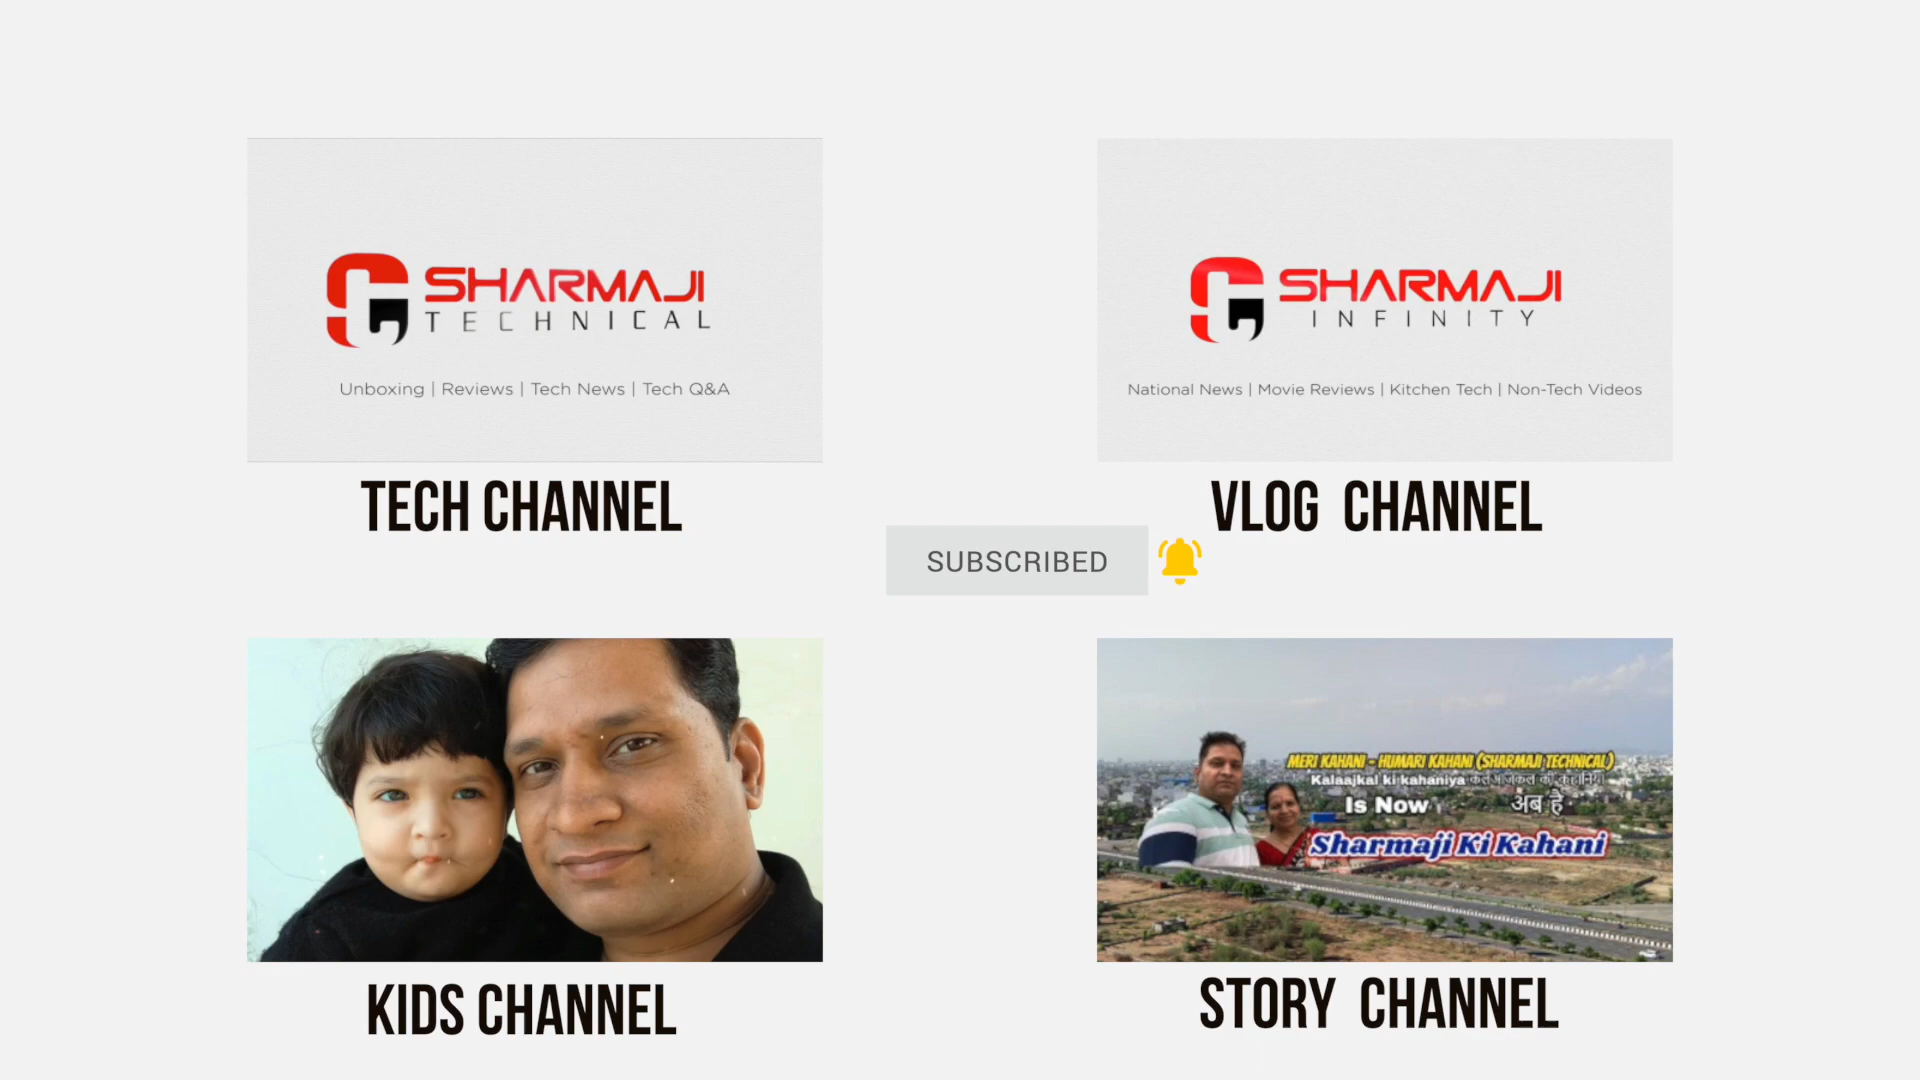 SHARMAJI
TECHNICAL
Unboxing | Reviews | Tech News | Tech Q&A
TECH CHANNEL
SHARMAJI
INFINITY
National News | Movie Reviews | Kitchen Tech | Non-Tech Videos
VLOG CHANNEL
SUBSCRIBED
KIDS CHANNEL
MERI KAHANI - HUMARI KAHANI (SHARMAJI TECHNICAL)
Kalaajkal ki kahaniya
Is Now अब है
Sharmaji Ki Kahani
STORY CHANNEL